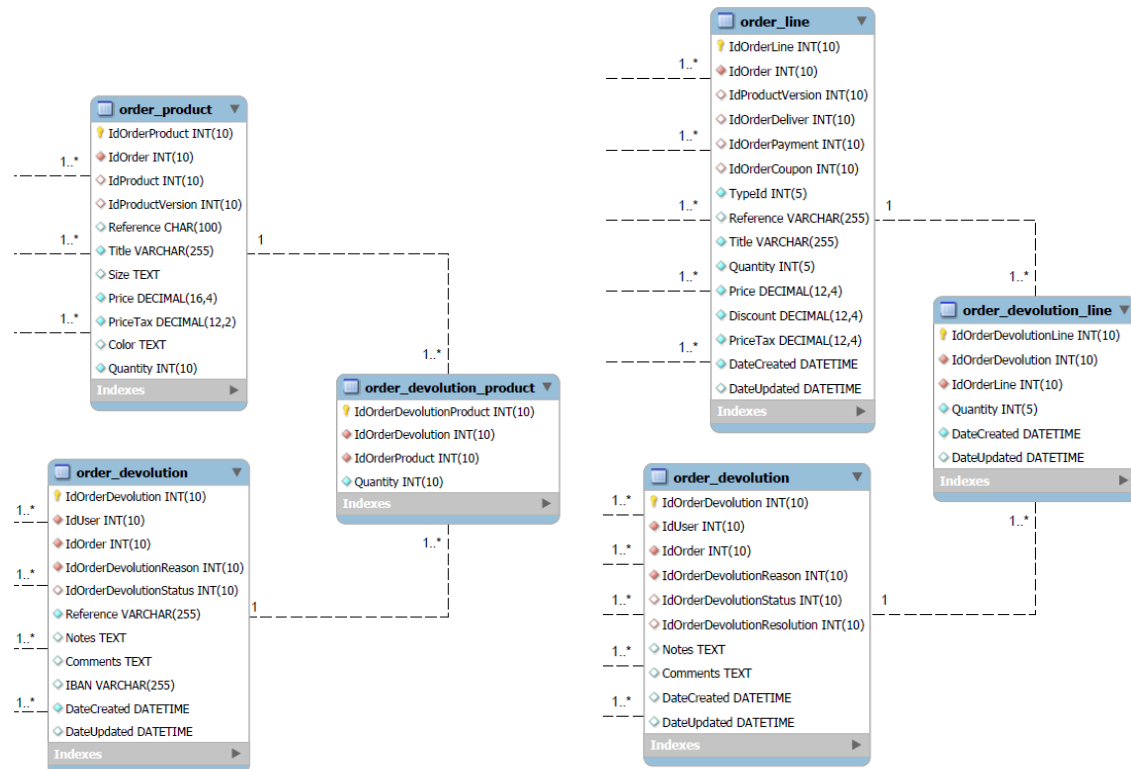 order_product
IdOrderProduct INT(10)
IdOrder INT(10)
IdProduct INT(10)
IdProductVersion INT(10)
Reference CHAR(100)
Title VARCHAR(255)
Size TEXT
Price DECIMAL(16,4)
PriceTax DECIMAL(12,2)
Color TEXT
Quantity INT(10)
Indexes
1..*
1..*
1..*
1
1..*
order_devolution_product
IdOrderDevolutionProduct INT(10)
IdOrderDevolution INT(10)
IdOrderProduct INT(10)
Quantity INT(10)
Indexes
1..*
1
order_devolution
IdOrderDevolution INT(10)
IdUser INT(10)
IdOrder INT(10)
IdOrderDevolutionReason INT(10)
IdOrderDevolutionStatus INT(10)
Reference VARCHAR(255)
Notes TEXT
Comments TEXT
IBAN VARCHAR(255)
DateCreated DATETIME
DateUpdated DATETIME
Indexes
1..*
1..*
1..*
1..*
order_line
IdOrderLine INT(10)
IdOrder INT(10)
IdProductVersion INT(10)
IdOrderDeliver INT(10)
IdOrderPayment INT(10)
IdOrderCoupon INT(10)
TypeId INT(5)
Reference VARCHAR(255)
Title VARCHAR(255)
Quantity INT(5)
Price DECIMAL(12,4)
Discount DECIMAL(12,4)
PriceTax DECIMAL(12,4)
DateCreated DATETIME
DateUpdated DATETIME
Indexes
1..*
1..*
1..*
1..*
1..*
1
1..*
order_devolution_line
IdOrderDevolutionLine INT(10)
IdOrderDevolution INT(10)
IdOrderLine INT(10)
Quantity INT(5)
DateCreated DATETIME
DateUpdated DATETIME
Indexes
1..*
1
order_devolution
IdOrderDevolution INT(10)
IdUser INT(10)
IdOrder INT(10)
IdOrderDevolutionReason INT(10)
IdOrderDevolutionStatus INT(10)
IdOrderDevolutionResolution INT(10)
Notes TEXT
Comments TEXT
DateCreated DATETIME
DateUpdated DATETIME
Indexes
1..*
1..*
1..*
1..*
1..*